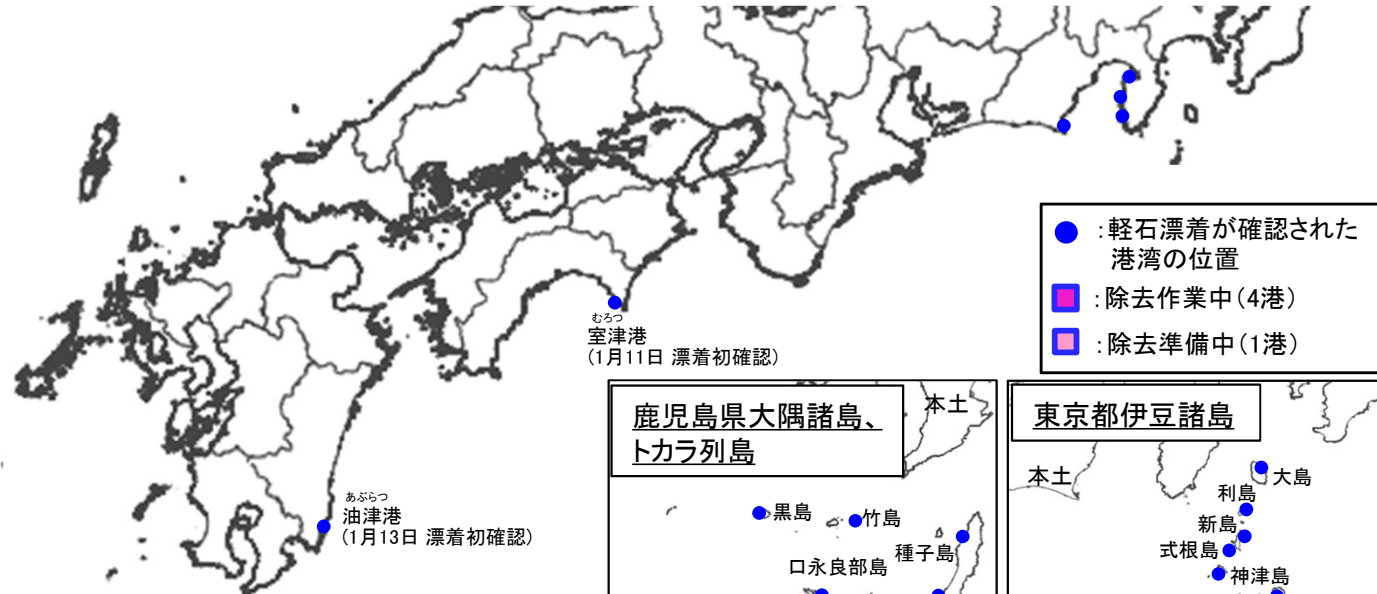 ：軽石漂着が確認された
港湾の位置
：除去作業中（4港）
：除去準備中（1港）
むろつ
室津港
（1月11日 漂着初確認）
あぶらつ
油津港
（1月13日 漂着初確認）
鹿児島県大隅諸島、
トカラ列島
本土
黒島
竹島
種子島
口永良部島
東京都伊豆諸島
本土
大島
利島
新島
式根島
神津島